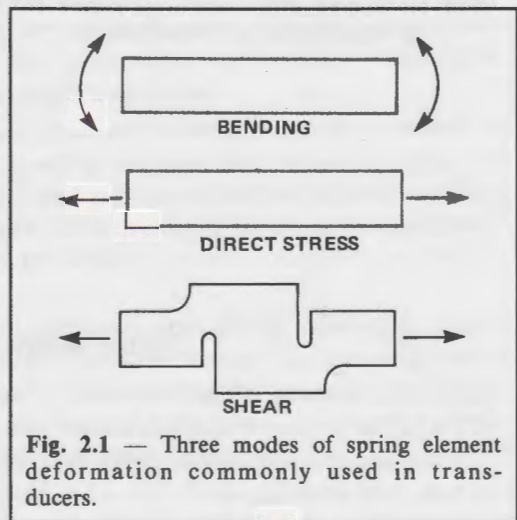 BENDING
DIRECT STRESS
SHEAR
Fig. 2.1 — Three modes of spring element
deformation commonly used in trans-
ducers.